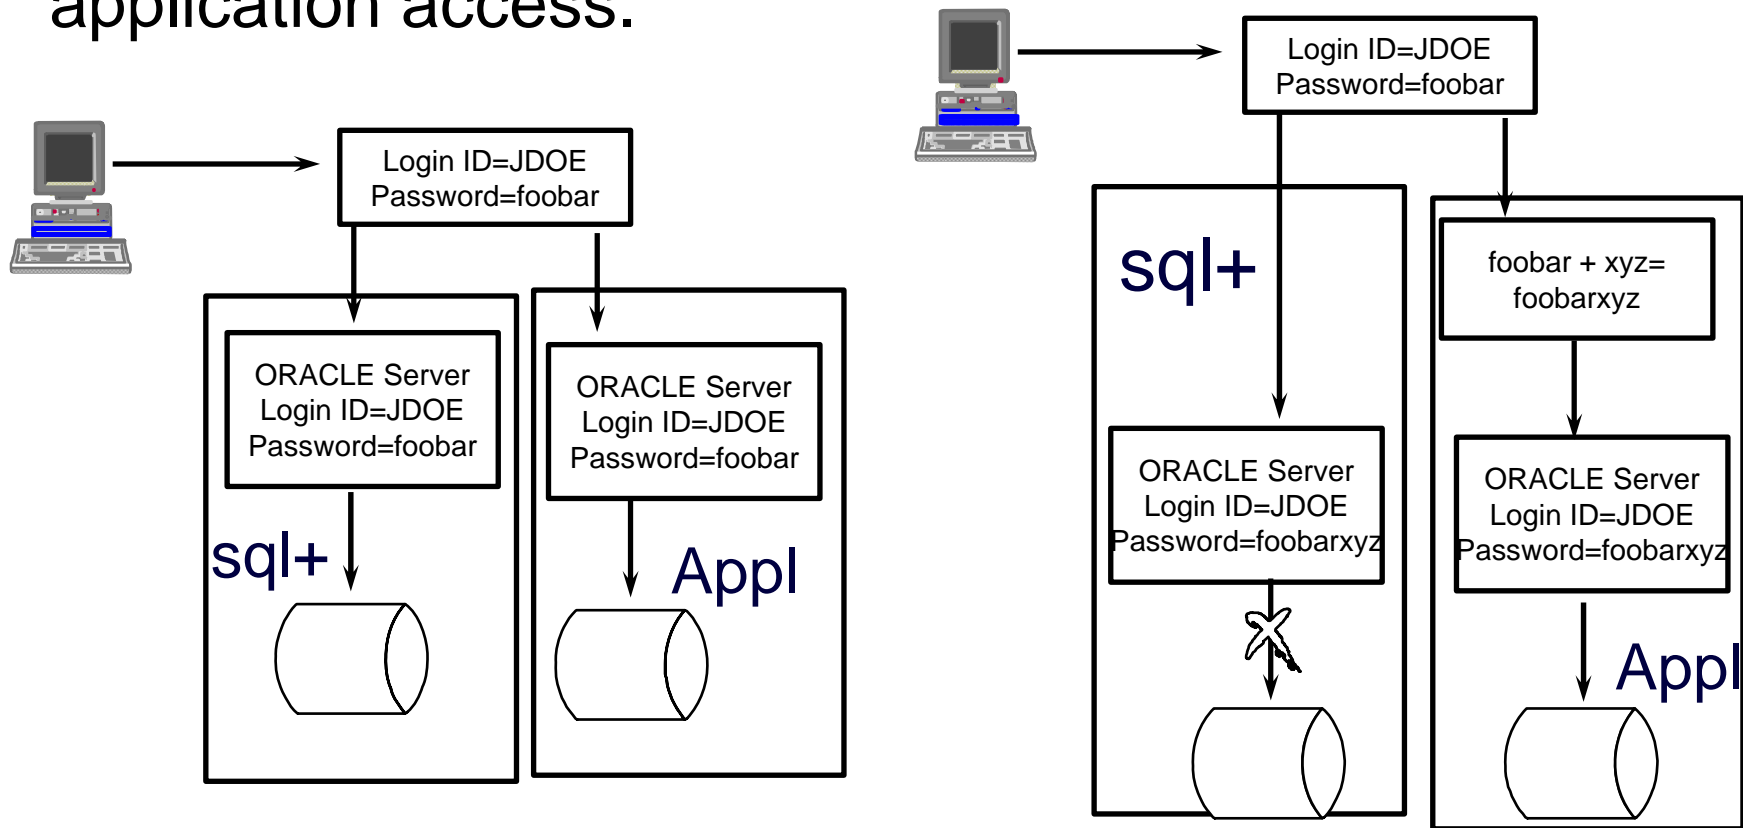 application access.
Login ID=JDOE
Password=foobar
ORACLE Server
Login ID=JDOE
Password=foobar
sql+
ORACLE Server
Login ID=JDOE
Password=foobar
Appl
Login ID=JDOE
Password=foobar
sql+
ORACLE Server
Login ID=JDOE
Password=foobarxyz
foobar + xyz=
foobarxyz
ORACLE Server
Login ID=JDOE
Password=foobarxyz
Appl